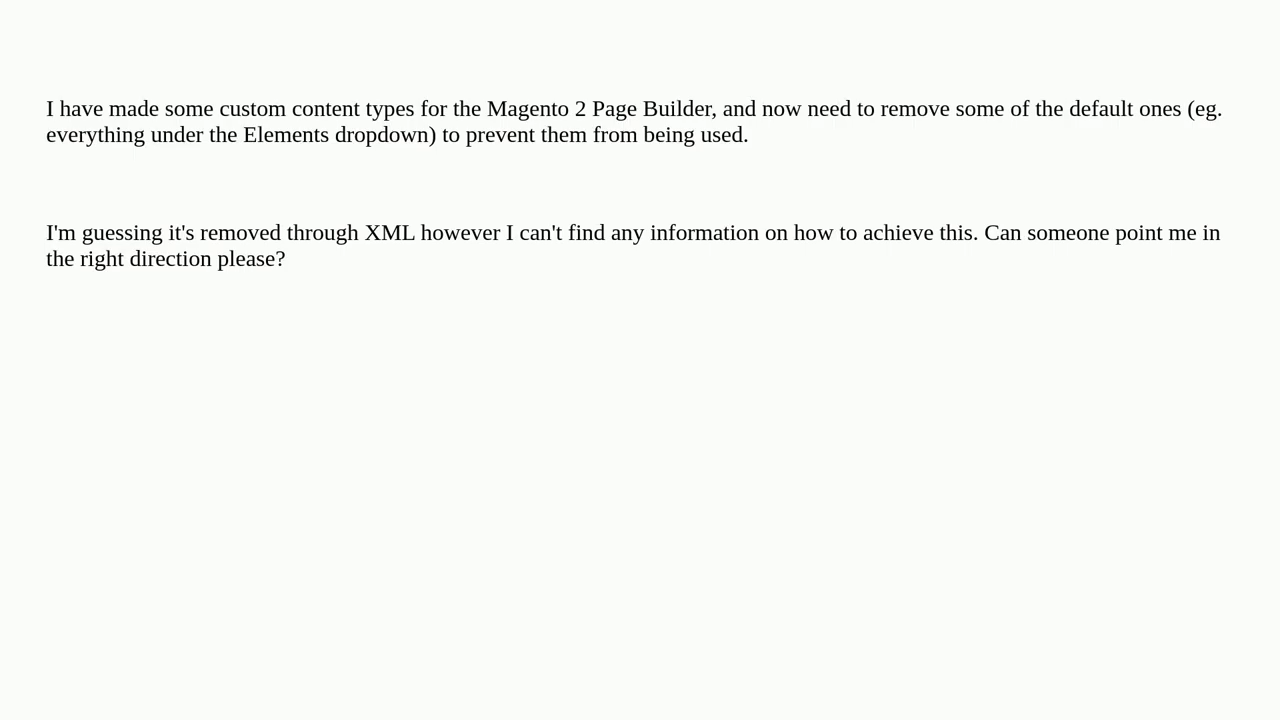 I have made some custom content types for the Magento 2 Page Builder, and now need to remove some of the default ones (eg.
everything under the Elements dropdown) to prevent them from being used.
I'm guessing it's removed through XML however I can't find any information on how to achieve this. Can someone point me in
the right direction please?